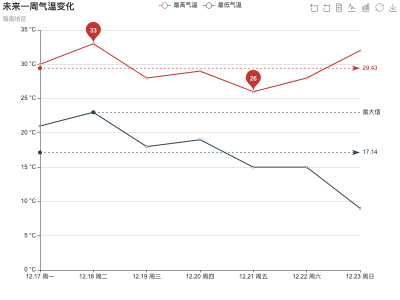 未来一周气温变化
海南地区
最高气温 最低气温
35 °C
33
30 °C
29.43
26
25 °C
最大值
20 °C
17.14
15 °C
10 °C
5 °C
0 °C
12.17 周一 12.18 周二 12.19 周三 12.20 周四 12.21 周五 12.22 周六 12.23 周日